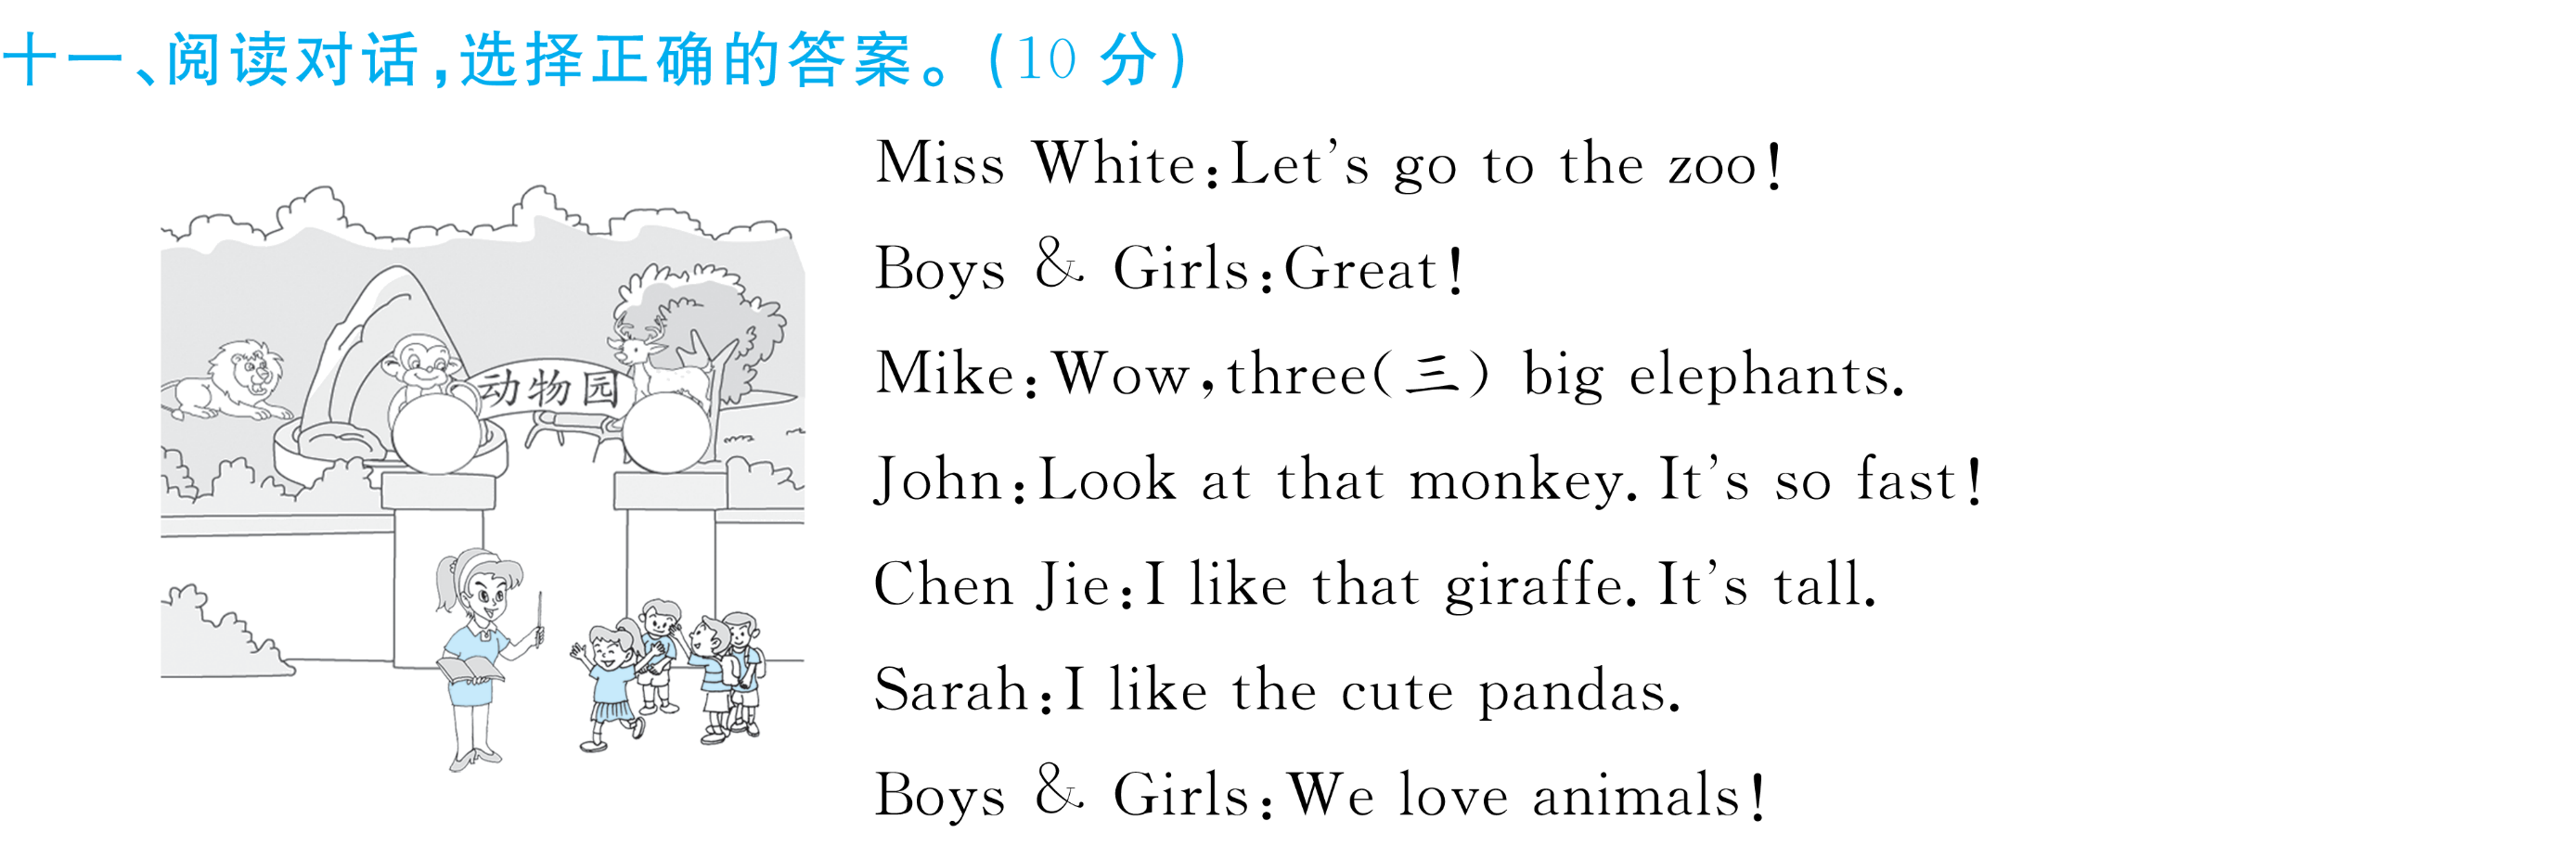 十一、阅读对话,选择正确的答案。(10 分)
动物园
Miss White:Let's go to the zoo!
Boys & Girls:Great!
Mike:Wow,three(三) big elephants.
John:Look at that monkey. It's so fast!
Chen Jie:I like that giraffe. It's tall.
Sarah:I like the cute pandas.
Boys & Girls:We love animals!